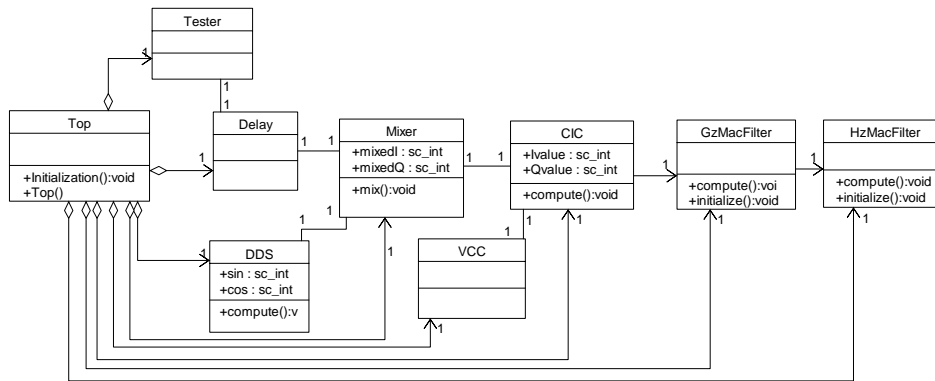 Tester
1
1
1
Top
+Initialization():void
+Top()
Delay
1
1
1
Mixer
+mixedI : sc_int
+mixedQ : sc_int
+mix():void
1
1
CIC
+Ivalue : sc_int
+Qvalue : sc_int
+compute():void
GzMacFilter
+compute():voi
+initialize():void
1
HzMacFilter
+compute():void
+initialize():void
1
DDS
+sin : sc_int
+cos : sc_int
+compute():v
1
1
1
VCC
1
1
1
1
1
1
1